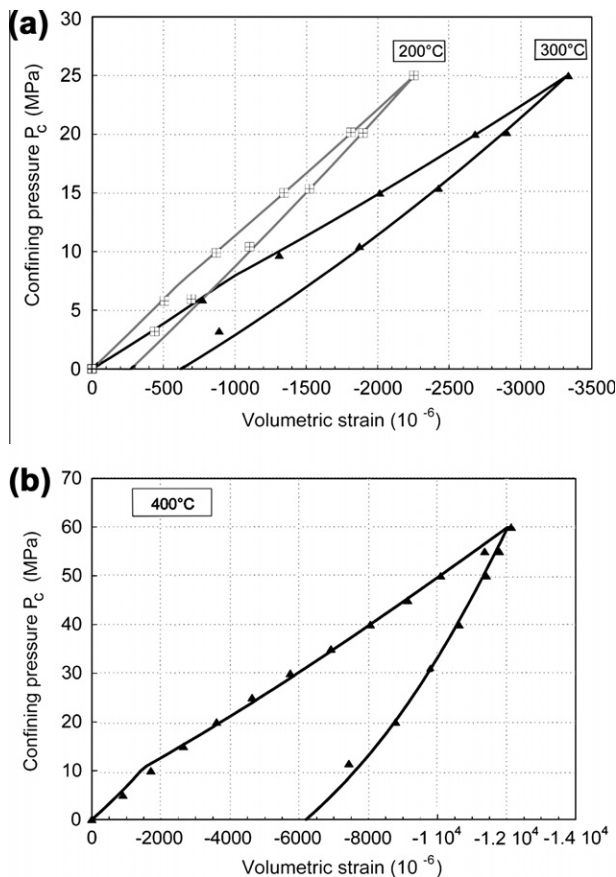 (a)
30
25
20
15
10
5
0
Confining pressure Pc (MPa)
200°C
300°C
0 -500 -1000 -1500 -2000 -2500 -3000 -3500
Volumetric strain (10 -6)
(b)
70
60
50
40
30
20
10
0
Confining pressure Pc (MPa)
400°C
0 -2000 -4000 -6000 -8000 -1 10 4 -1.2 10 4 -1.4 10 4
Volumetric strain (10 -6)